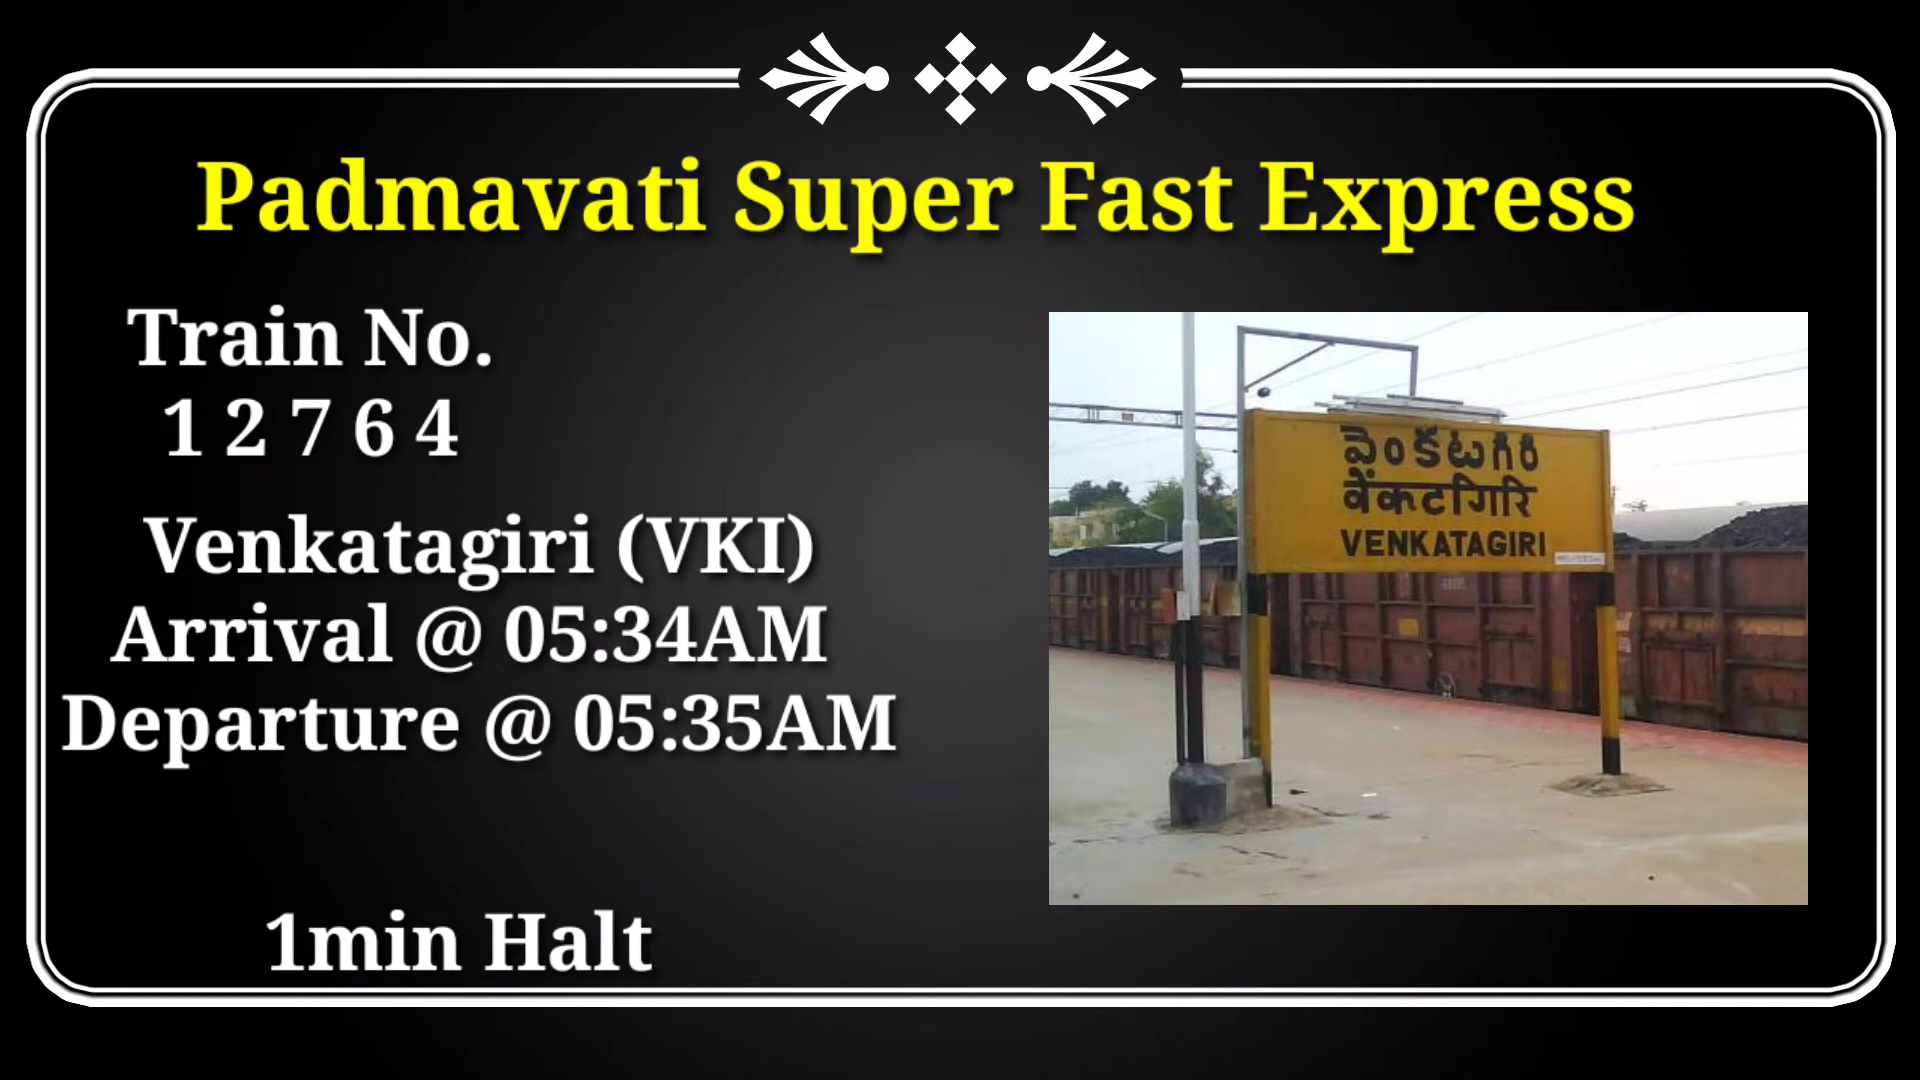 Padmavati Super Fast Express
Train No.
1 2 7 6 4
Venkatagiri (VKI)
Arrival @ 05:34AM
Departure @ 05:35AM
1min Halt
వెంకటగిరి
वेंकटगिरि
VENKATAGIRI